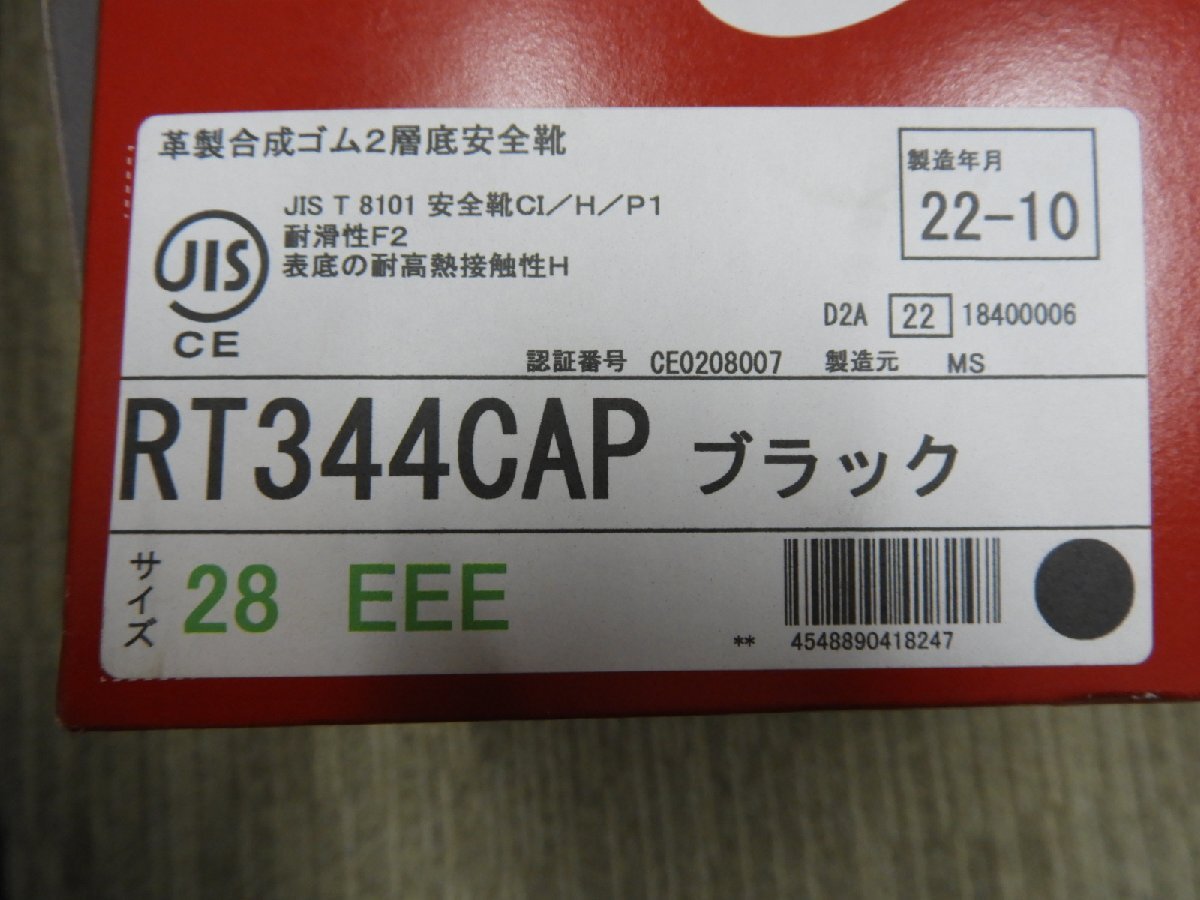 革製合成ゴム2層底安全靴
製造年月
22-10
JIS T 8101 安全靴CI／H／P1
耐滑性F2
表底の耐高熱接触性H
JIS
CE
D2A 22 18400006
認証番号 CE0208007 製造元 MS
RT344CAP ブラック
サイズ
28 EEE
** 4548890418247